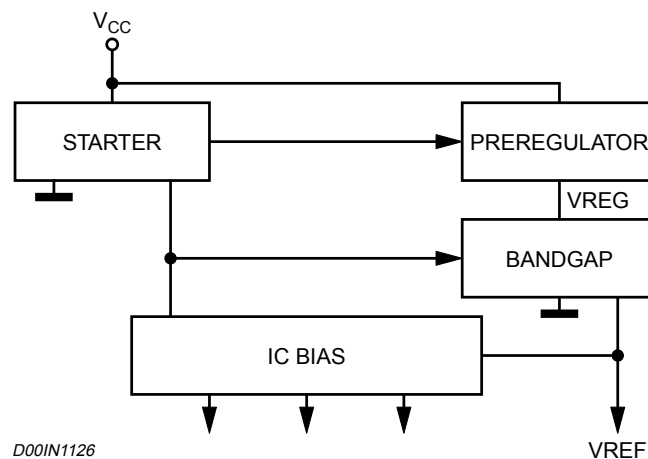 VCC
STARTER
PREREGULATOR
VREG
BANDGAP
IC BIAS
D00IN1126
VREF